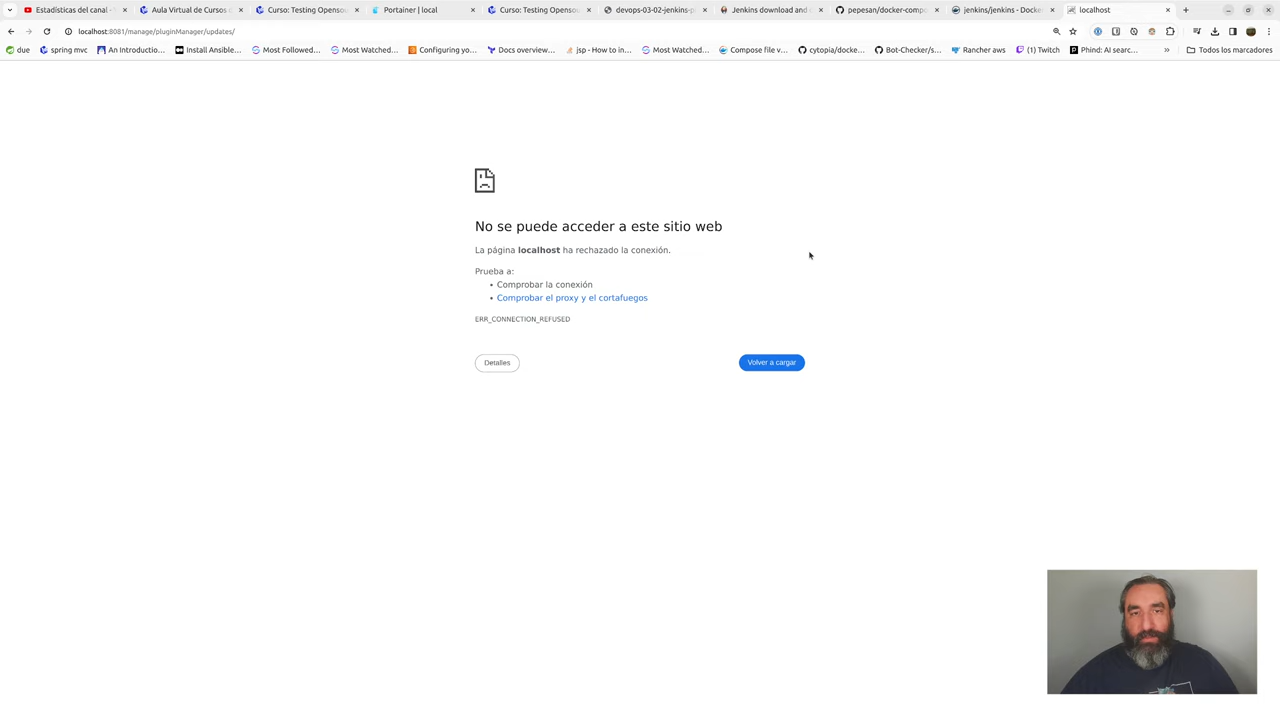 Estadísticas del canal -
Aula Virtual de Cursos
Curso: Testing Opensou
Portainer | local
Curso: Testing Opensou
devops-03-02-jenkins-p
Jenkins download and
pepesan/docker-compo
jenkins/jenkins - Docke
localhost
localhost:8081/manage/pluginManager/updates/
due
spring mvc
An Introductio...
Install Ansible...
Most Followed...
Most Watched...
Configuring yo...
Docs overview...
jsp - How to in...
Most Watched...
Compose file v...
cytopia/docke...
Bot-Checker/s...
Rancher aws
(1) Twitch
Phind: AI searc...
»
Todos los marcadores
No se puede acceder a este sitio web
La página localhost ha rechazado la conexión.
Prueba a:
• Comprobar la conexión
• Comprobar el proxy y el cortafuegos
ERR_CONNECTION_REFUSED
Detalles
Volver a cargar